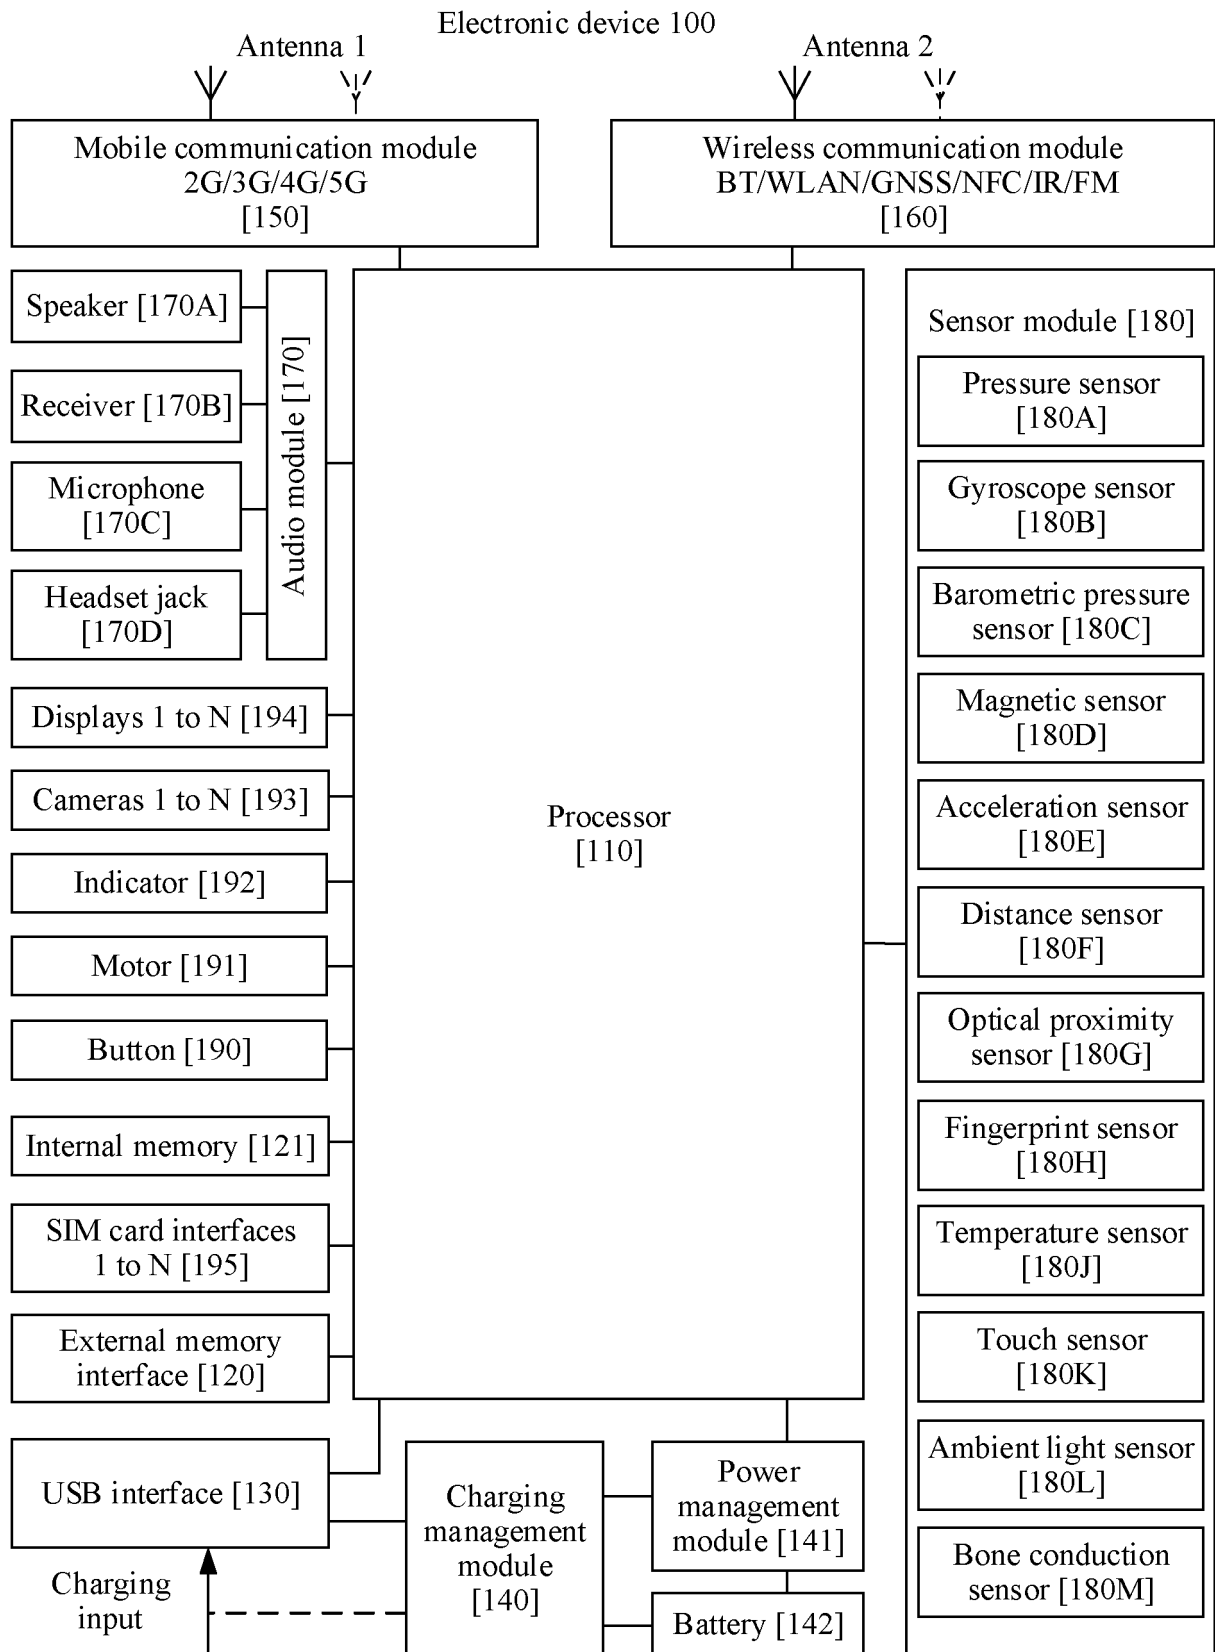 Electronic device 100
Antenna 1
Antenna 2
Mobile communication module
2G/3G/4G/5G
[150]
Wireless communication module
BT/WLAN/GNSS/NFC/IR/FM
[160]
Speaker [170A]
Receiver [170B]
Microphone
[170C]
Headset jack
[170D]
Audio module [170]
Displays 1 to N [194]
Cameras 1 to N [193]
Indicator [192]
Motor [191]
Button [190]
Internal memory [121]
SIM card interfaces
1 to N [195]
External memory
interface [120]
USB interface [130]
Charging
input
Processor
[110]
Charging
management
module
[140]
Power
management
module [141]
Battery [142]
Sensor module [180]
Pressure sensor
[180A]
Gyroscope sensor
[180B]
Barometric pressure
sensor [180C]
Magnetic sensor
[180D]
Acceleration sensor
[180E]
Distance sensor
[180F]
Optical proximity
sensor [180G]
Fingerprint sensor
[180H]
Temperature sensor
[180J]
Touch sensor
[180K]
Ambient light sensor
[180L]
Bone conduction
sensor [180M]